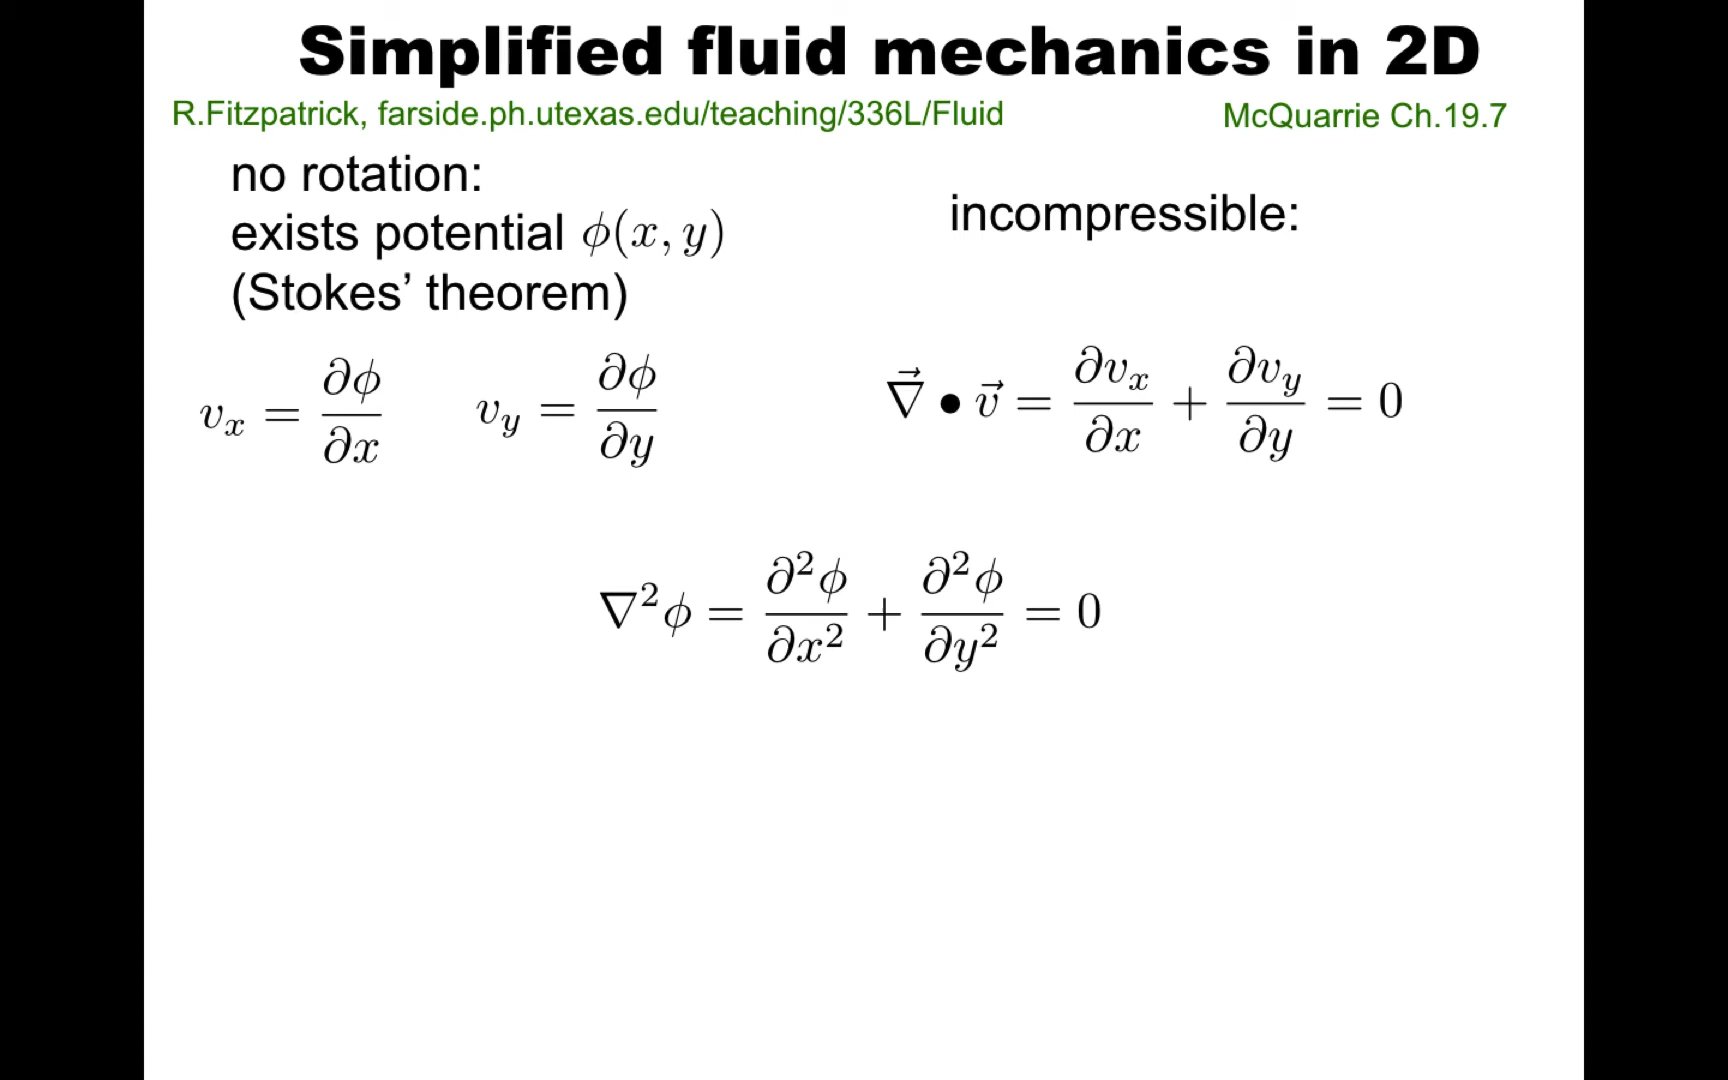 Simplified fluid mechanics in 2D
R.Fitzpatrick, farside.ph.utexas.edu/teaching/336L/Fluid
McQuarrie Ch.19.7
no rotation:
exists potential ϕ(x, y)
(Stokes’ theorem)
incompressible:
v_x = ∂ϕ/∂x
v_y = ∂ϕ/∂y
∇⃗ • v⃗ = ∂v_x/∂x + ∂v_y/∂y = 0
∇²ϕ = ∂²ϕ/∂x² + ∂²ϕ/∂y² = 0